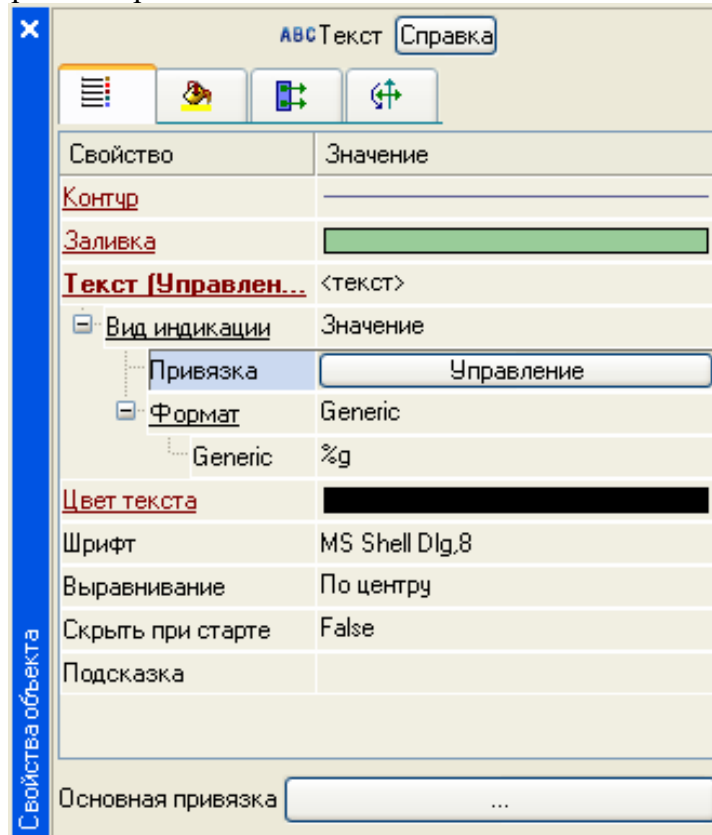 ABC Текст Справка
Свойство Значение
Контур
Заливка
Текст (Управлен... <текст>
Вид индикации Значение
Привязка Управление
Формат Generic
Generic %g
Цвет текста
Шрифт MS Shell Dlg,8
Выравнивание По центру
Скрыть при старте False
Подсказка
Основная привязка ...
Свойства объекта